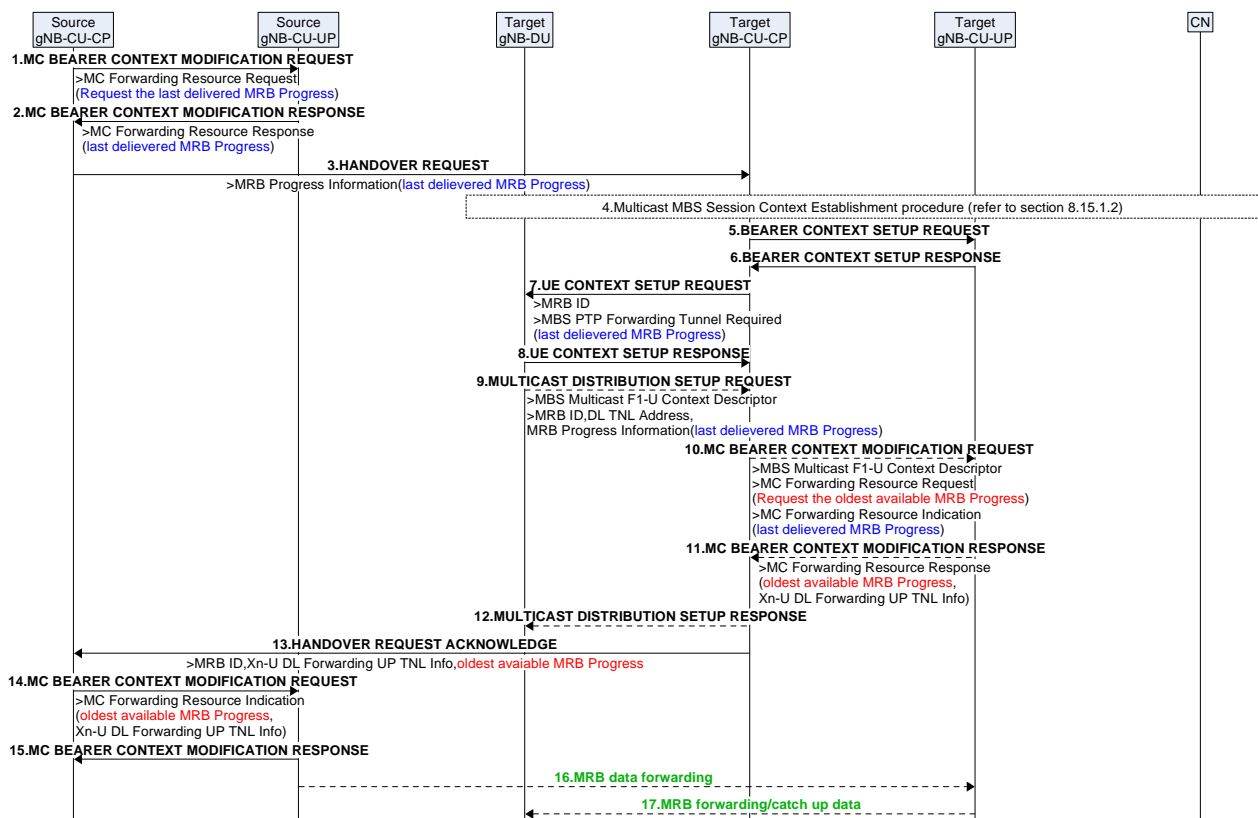 Source
gNB-CU-CP
Source
gNB-CU-UP
Target
gNB-DU
Target
gNB-CU-CP
Target
gNB-CU-UP
CN
1.MC BEARER CONTEXT MODIFICATION REQUEST
>MC Forwarding Resource Request
(Request the last delivered MRB Progress)
2.MC BEARER CONTEXT MODIFICATION RESPONSE
>MC Forwarding Resource Response
(last delievered MRB Progress)
3.HANDOVER REQUEST
>MRB Progress Information(last delievered MRB Progress)
4.Multicast MBS Session Context Establishment procedure (refer to section 8.15.1.2)
5.BEARER CONTEXT SETUP REQUEST
6.BEARER CONTEXT SETUP RESPONSE
7.UE CONTEXT SETUP REQUEST
>MRB ID
>MBS PTP Forwarding Tunnel Required
(last delievered MRB Progress)
8.UE CONTEXT SETUP RESPONSE
9.MULTICAST DISTRIBUTION SETUP REQUEST
>MBS Multicast F1-U Context Descriptor
>MRB ID,DL TNL Address,
MRB Progress Information(last delievered MRB Progress)
10.MC BEARER CONTEXT MODIFICATION REQUEST
>MBS Multicast F1-U Context Descriptor
>MC Forwarding Resource Request
(Request the oldest available MRB Progress)
>MC Forwarding Resource Indication
(last delievered MRB Progress)
11.MC BEARER CONTEXT MODIFICATION RESPONSE
>MC Forwarding Resource Response
(oldest available MRB Progress,
Xn-U DL Forwarding UP TNL Info)
12.MULTICAST DISTRIBUTION SETUP RESPONSE
13.HANDOVER REQUEST ACKNOWLEDGE
>MRB ID,Xn-U DL Forwarding UP TNL Info,oldest avaiable MRB Progress
14.MC BEARER CONTEXT MODIFICATION REQUEST
>MC Forwarding Resource Indication
(oldest available MRB Progress,
Xn-U DL Forwarding UP TNL Info)
15.MC BEARER CONTEXT MODIFICATION RESPONSE
16.MRB data forwarding
17.MRB forwarding/catch up data